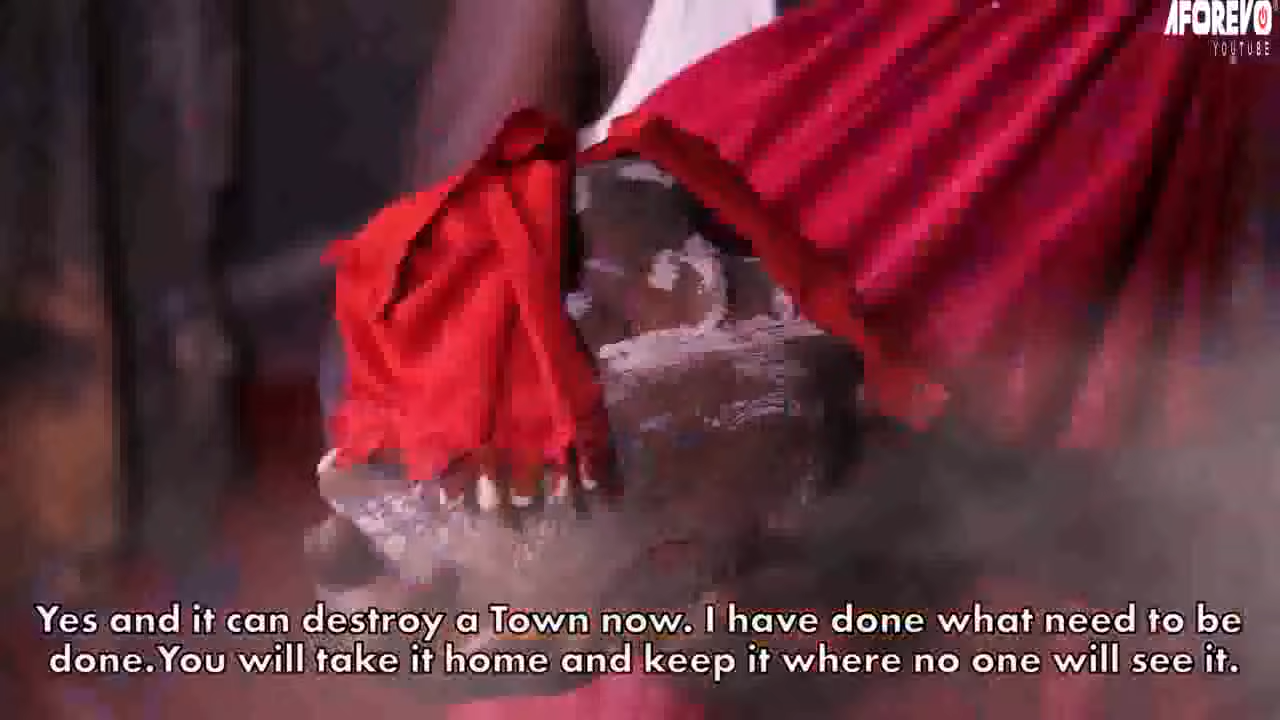 AFOREVO
YOUTUBE
Yes and it can destroy a Town now. I have done what need to be
done.You will take it home and keep it where no one will see it.